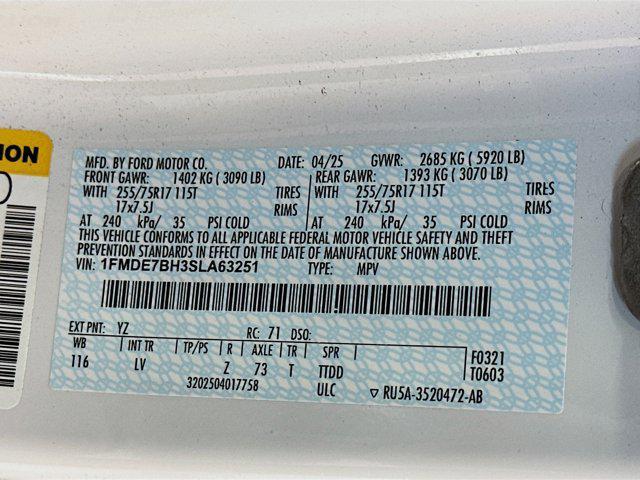 ION
MFD. BY FORD MOTOR CO. DATE: 04/25 GVWR: 2685 KG ( 5920 LB)
FRONT GAWR: 1402 KG ( 3090 LB) REAR GAWR: 1393 KG ( 3070 LB)
WITH 255/75R17 115T TIRES WITH 255/75R17 115T TIRES
17x7.5J RIMS 17x7.5J RIMS
AT 240 kPa/ 35 PSI COLD AT 240 kPa/ 35 PSI COLD
THIS VEHICLE CONFORMS TO ALL APPLICABLE FEDERAL MOTOR VEHICLE SAFETY AND THEFT
PREVENTION STANDARDS IN EFFECT ON THE DATE OF MANUFACTURE SHOWN ABOVE.
VIN: 1FMDE7BH3SLA63251 TYPE: MPV
EXT PNT: YZ RC: 71 DSO:
WB INT TR TP/PS R AXLE TR SPR F0321
116 LV Z 73 T TTDD T0603
3202504017758 ULC ▽ RU5A-3520472-AB